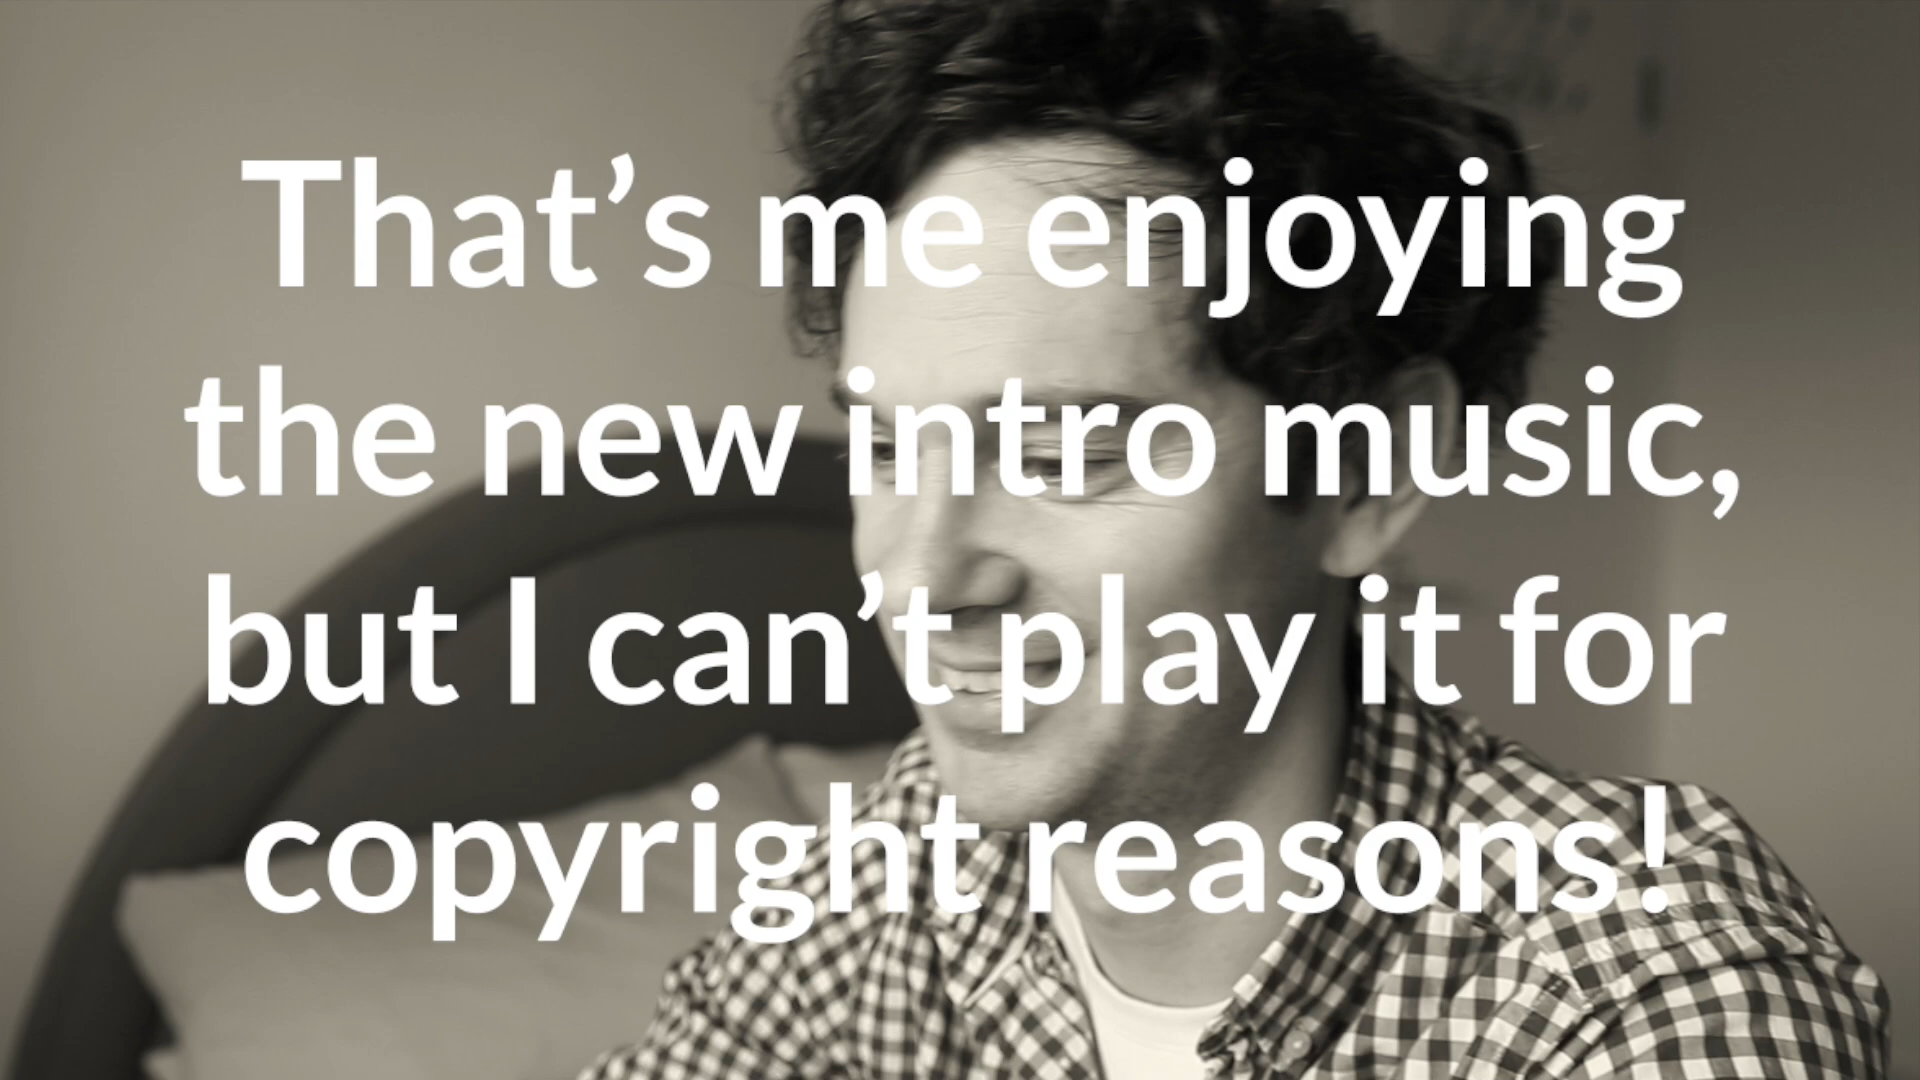 That’s me enjoying
the new intro music,
but I can’t play it for
copyright reasons!